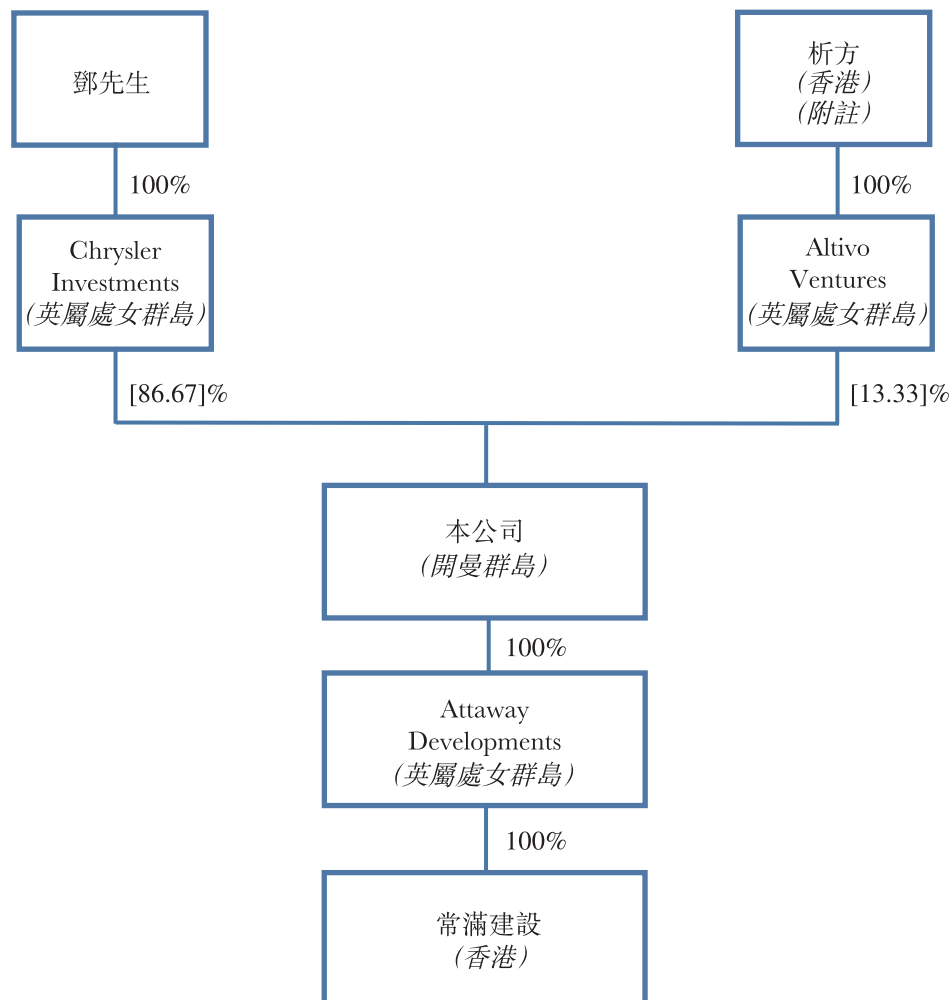 鄧先生
析方
(香港)
(附註)
100%
100%
Chrysler
Investments
(英屬處女群島)
Altivo
Ventures
(英屬處女群島)
[86.67]%
[13.33]%
本公司
(開曼群島)
100%
Attaway
Developments
(英屬處女群島)
100%
常滿建設
(香港)